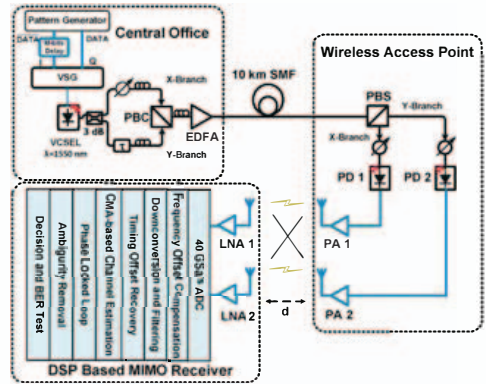 Pattern Generator
Central Office
DATA
DATA
Delay
I
Q
VSG
VCSEL
λ=1550 nm
3 dB
X-Branch
T
Y-Branch
PBC
EDFA
10 km SMF
Wireless Access Point
PBS
Y-Branch
X-Branch
PD 1
PD 2
PA 1
PA 2
LNA 1
LNA 2
d
40 GSa/s ADC
Frequency Offset Compensation
Downconversion and Filtering
Timing Offset Recovery
CMA-based Channel Estimation
Phase Locked Loop
Ambiguity Removal
Decision and BER Test
DSP Based MIMO Receiver